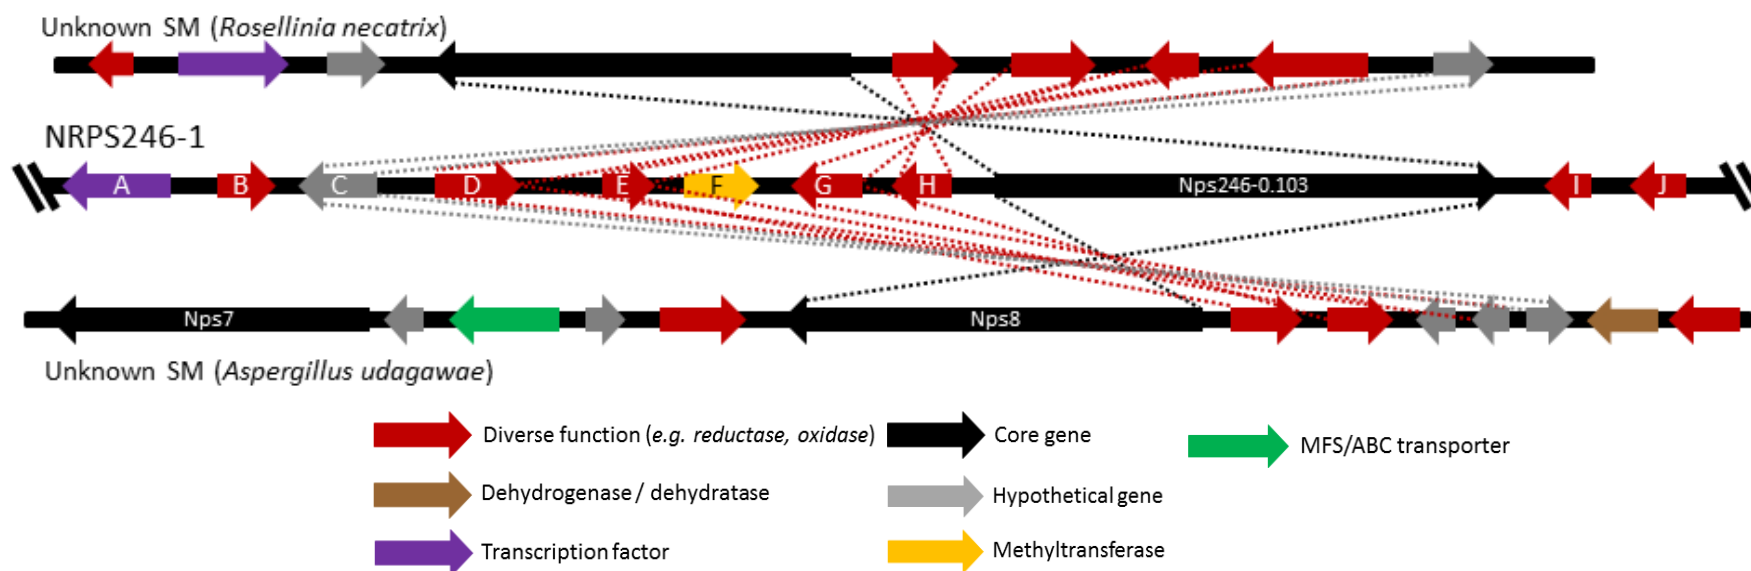 Unknown SM (Rosellinia necatrix)
NRPS246-1
A B C D E F G H Nps246-0.103 I J
Nps7 Nps8
Unknown SM (Aspergillus udagawae)
Diverse function (e.g. reductase, oxidase) Core gene MFS/ABC transporter
Dehydrogenase / dehydratase Hypothetical gene
Transcription factor Methyltransferase